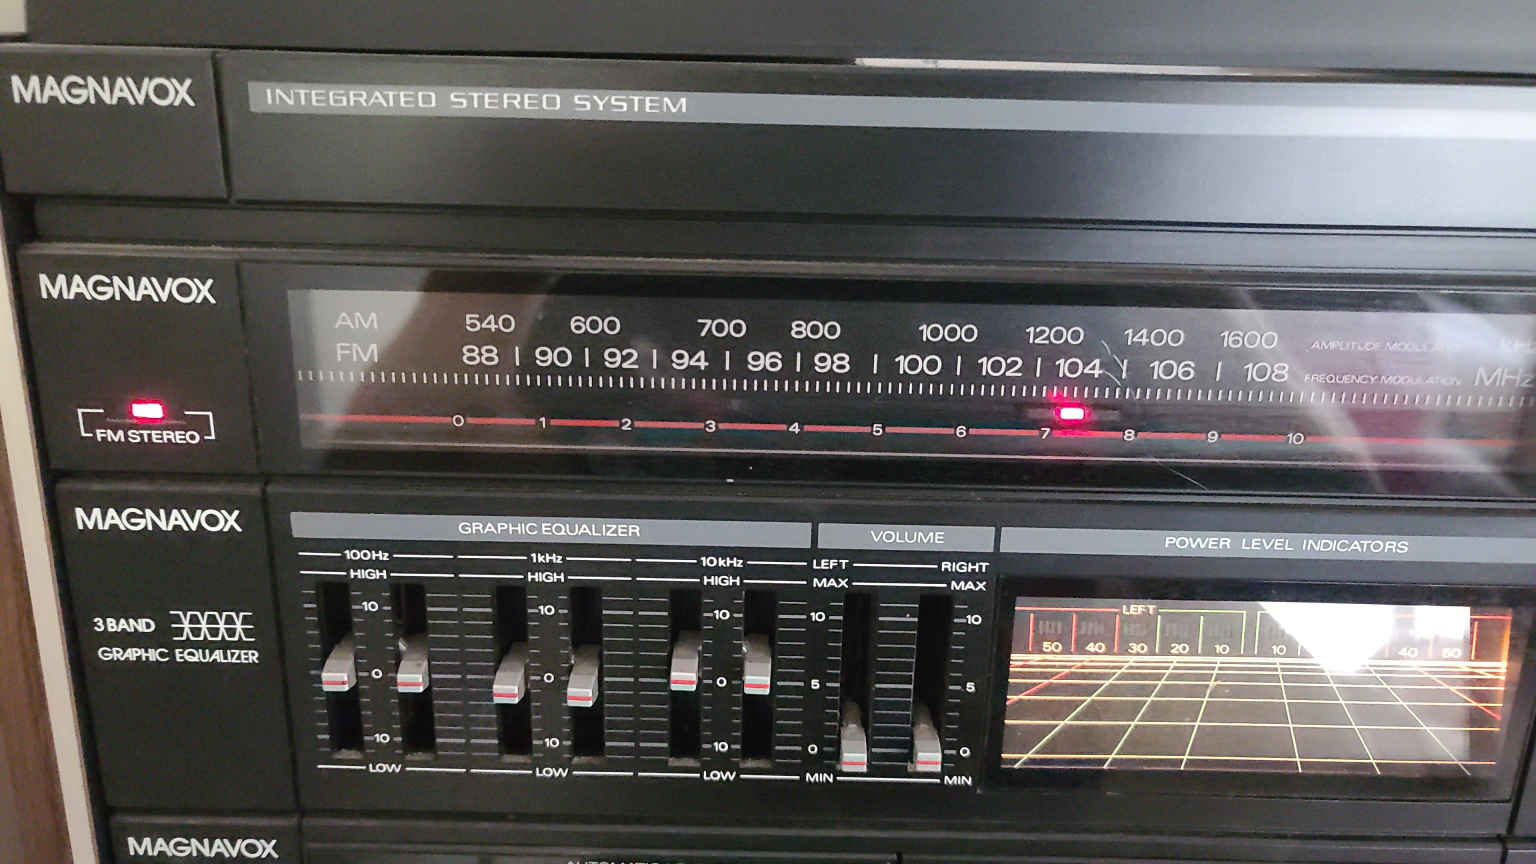 MAGNAVOX
INTEGRATED STEREO SYSTEM
MAGNAVOX
AM 540 600 700 800 1000 1200 1400 1600 AMPLITUDE
FM 88 | 90 | 92 | 94 | 96 | 98 | 100 | 102 | 104 | 106 | 108 FREQUENCY MODULATION MHz
0 1 2 3 4 5 6 7 8 9 10
FM STEREO
MAGNAVOX
GRAPHIC EQUALIZER
VOLUME
POWER LEVEL INDICATORS
100Hz 1kHz 10kHz LEFT RIGHT
HIGH HIGH HIGH MAX MAX
10 10 10 10 10
0 0 0 5 5
10 10 10 0 0
LOW LOW LOW MIN MIN
3 BAND
GRAPHIC EQUALIZER
LEFT
50 40 30 20 10 10 40 50
MAGNAVOX